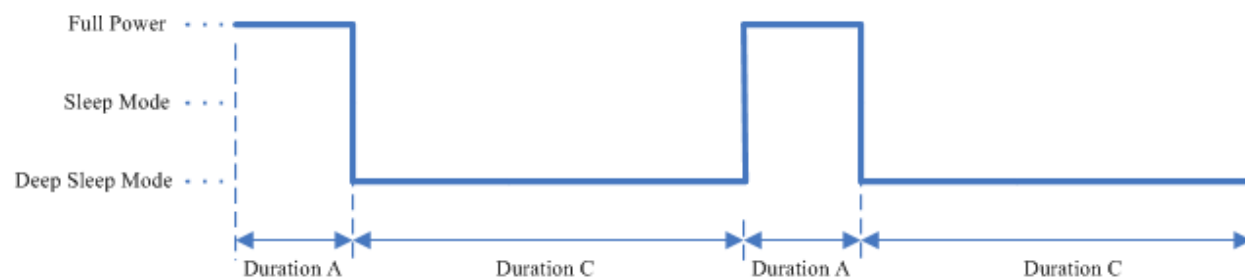 Full Power
Sleep Mode
Deep Sleep Mode
Duration A Duration C Duration A Duration C